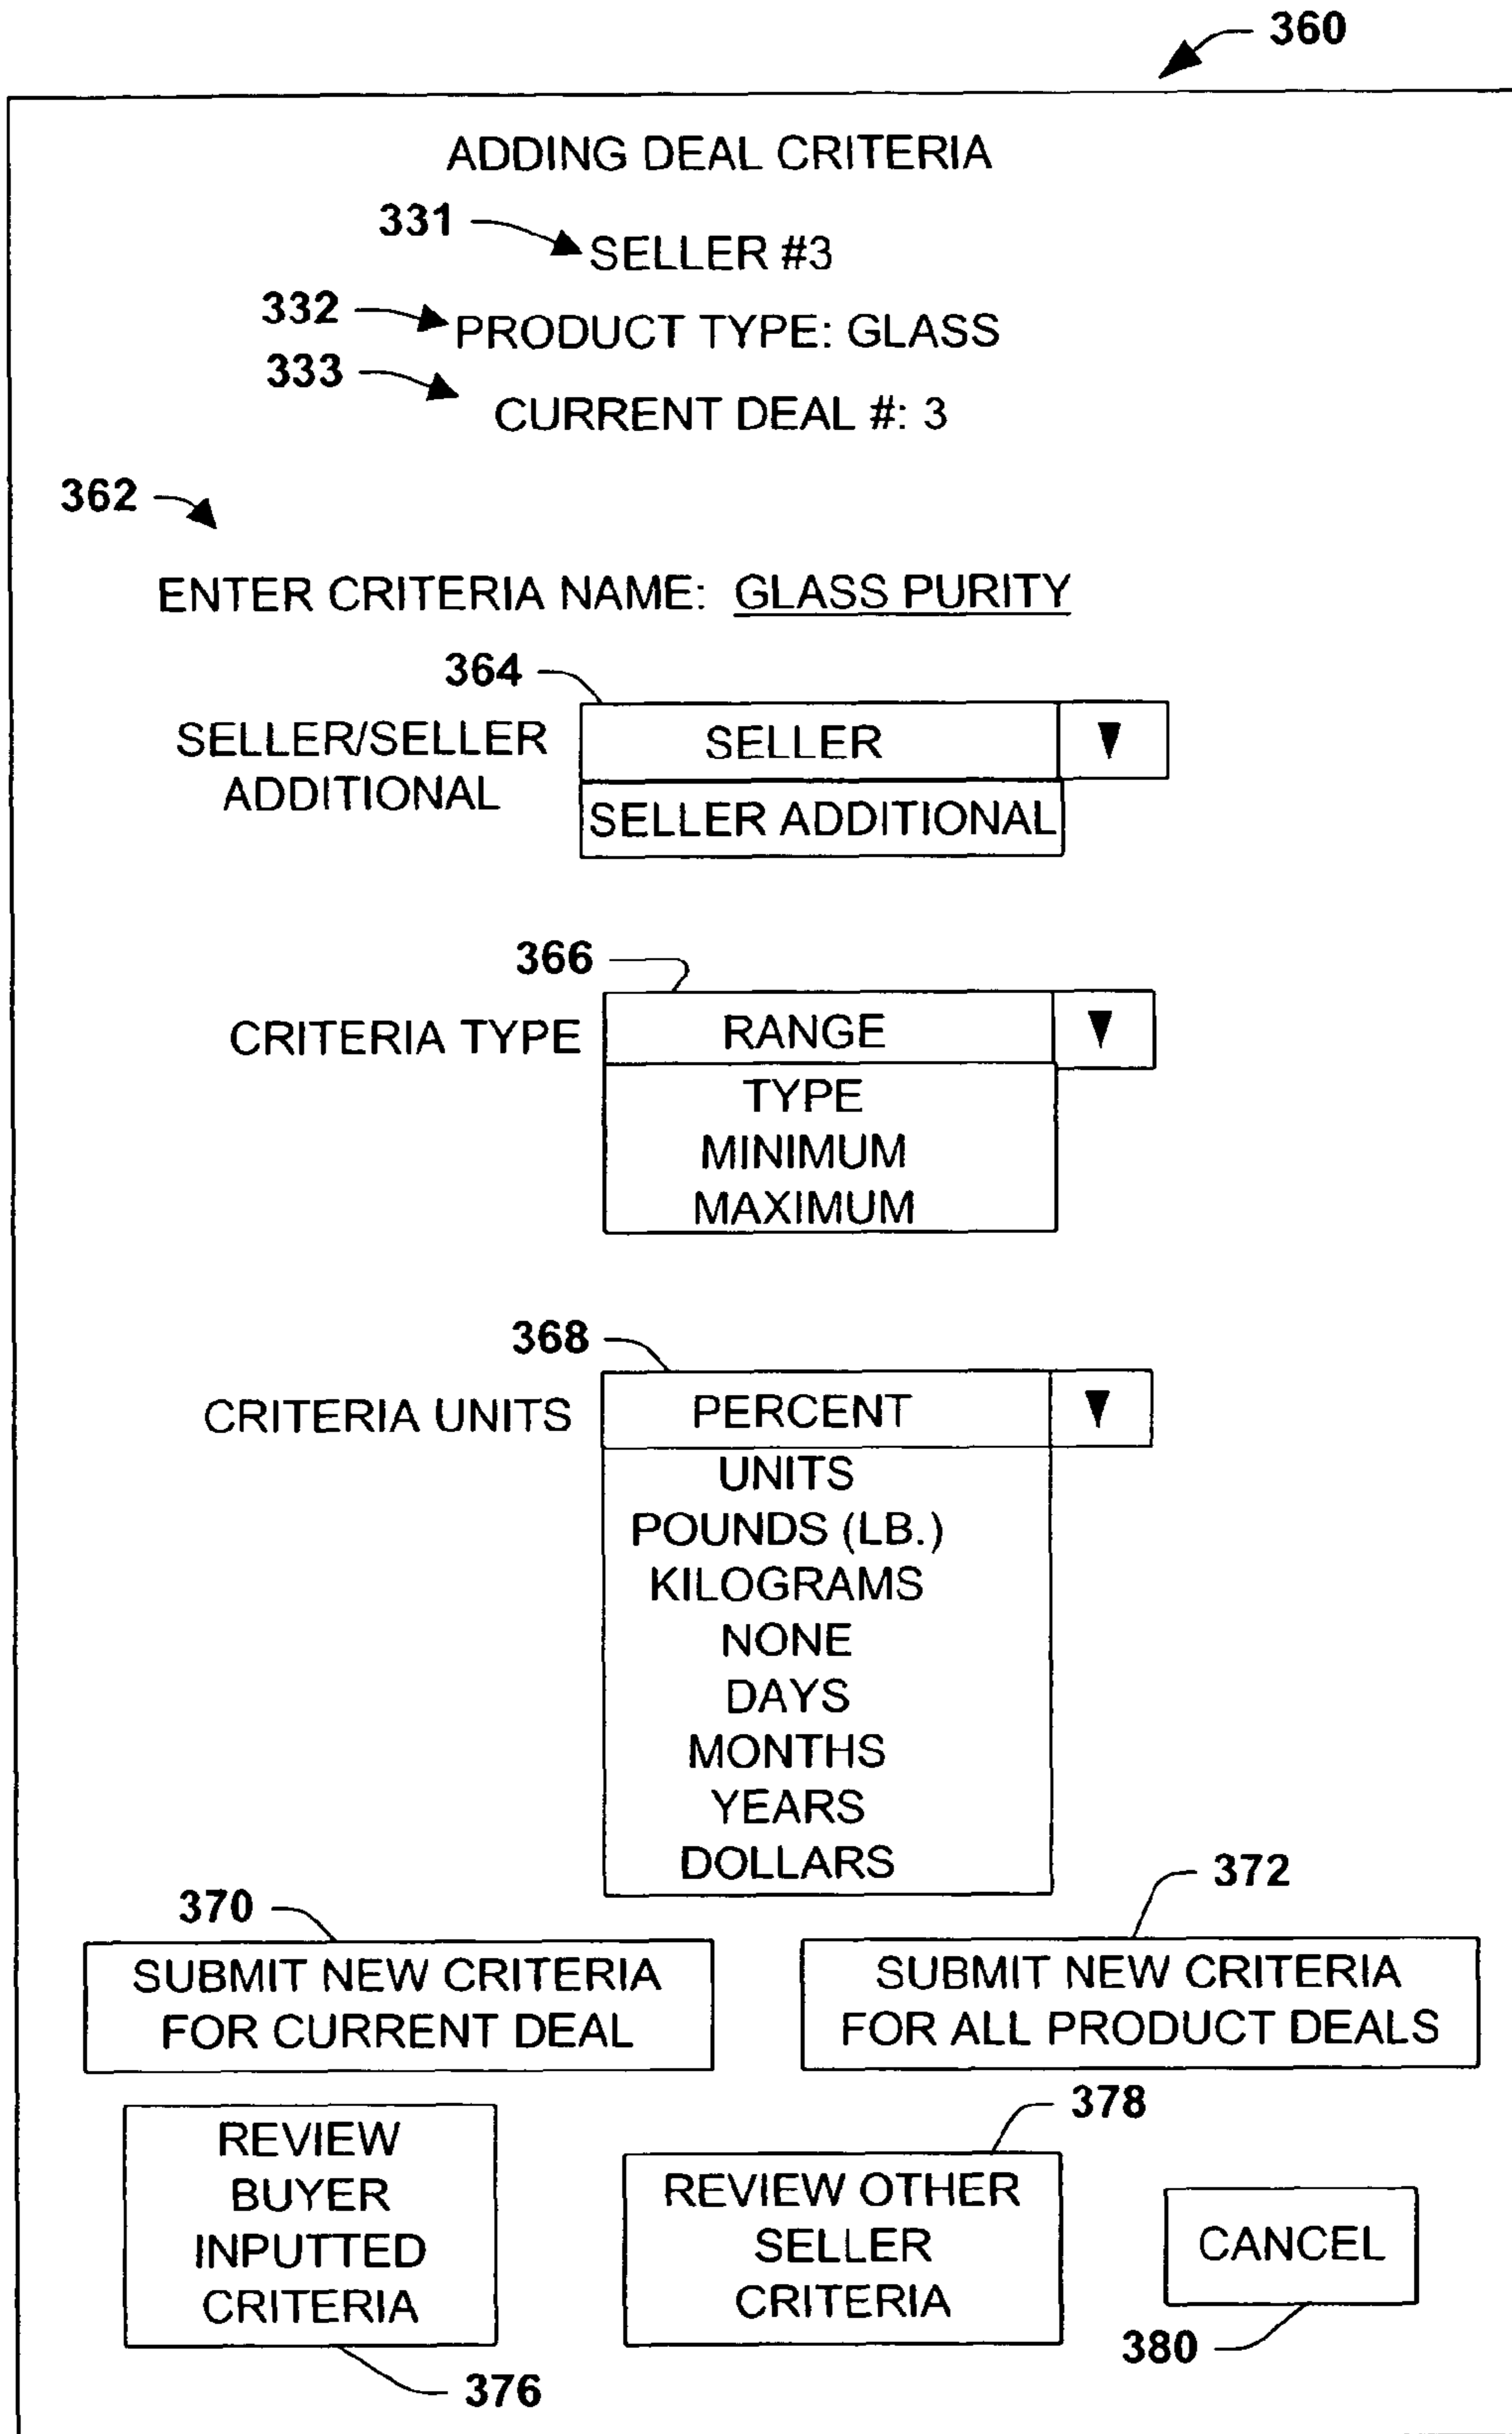 360
ADDING DEAL CRITERIA
331
SELLER #3
332
PRODUCT TYPE: GLASS
333
CURRENT DEAL #: 3
362
ENTER CRITERIA NAME: GLASS PURITY
364
SELLER/SELLER
ADDITIONAL
SELLER
SELLER ADDITIONAL
366
CRITERIA TYPE
RANGE
TYPE
MINIMUM
MAXIMUM
368
CRITERIA UNITS
PERCENT
UNITS
POUNDS (LB.)
KILOGRAMS
NONE
DAYS
MONTHS
YEARS
DOLLARS
370
SUBMIT NEW CRITERIA
FOR CURRENT DEAL
372
SUBMIT NEW CRITERIA
FOR ALL PRODUCT DEALS
REVIEW
BUYER
INPUTTED
CRITERIA
376
378
REVIEW OTHER
SELLER
CRITERIA
CANCEL
380